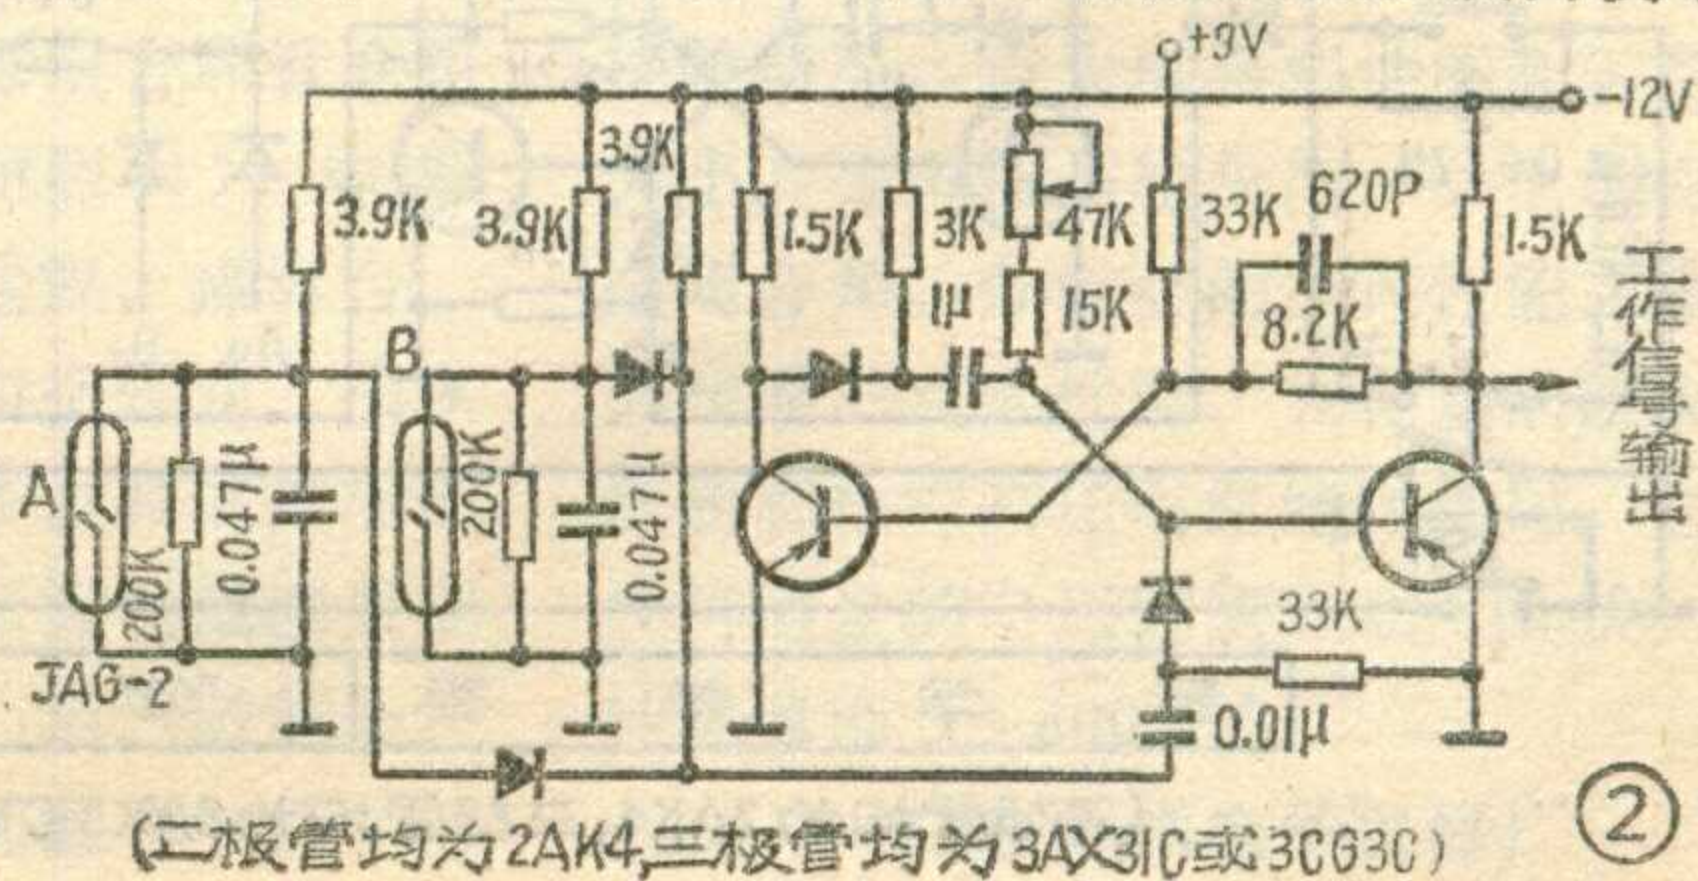 +9V
-12V
3.9K
3.9K
3.9K
1.5K
3K
47K
33K
620P
1.5K
1μ
15K
8.2K
工作信号输出
A
B
200K
0.047μ
200K
0.047μ
JAG-2
33K
0.01μ
②
(二极管均为2AK4,三极管均为3AX31C或3CG3C)